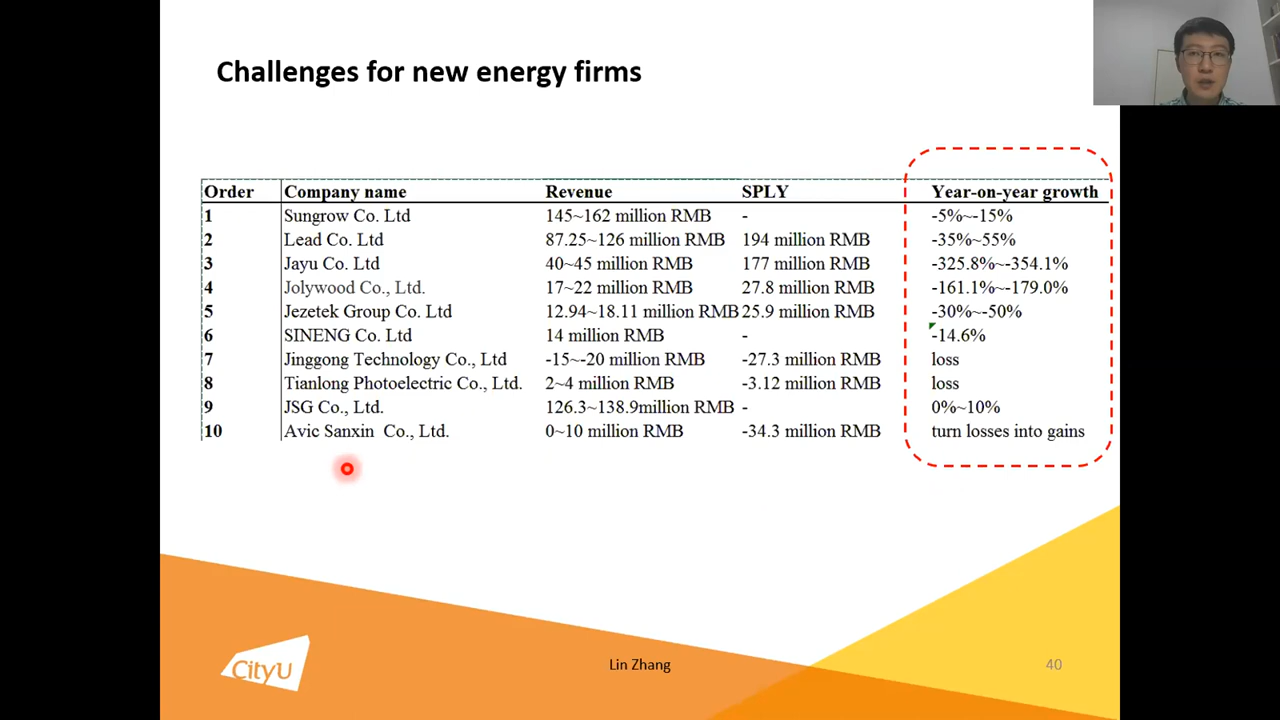 Challenges for new energy firms
Order Company name Revenue SPLY Year-on-year growth
1 Sungrow Co. Ltd 145~162 million RMB - -5%~-15%
2 Lead Co. Ltd 87.25~126 million RMB 194 million RMB -35%~55%
3 Jayu Co. Ltd 40~45 million RMB 177 million RMB -325.8%~-354.1%
4 Jolywood Co., Ltd. 17~22 million RMB 27.8 million RMB -161.1%~-179.0%
5 Jezetek Group Co. Ltd 12.94~18.11 million RMB 25.9 million RMB -30%~-50%
6 SINENG Co. Ltd 14 million RMB - -14.6%
7 Jinggong Technology Co., Ltd -15~-20 million RMB -27.3 million RMB loss
8 Tianlong Photoelectric Co., Ltd. 2~4 million RMB -3.12 million RMB loss
9 JSG Co., Ltd. 126.3~138.9million RMB - 0%~10%
10 Avic Sanxin Co., Ltd. 0~10 million RMB -34.3 million RMB turn losses into gains
CityU Lin Zhang 40